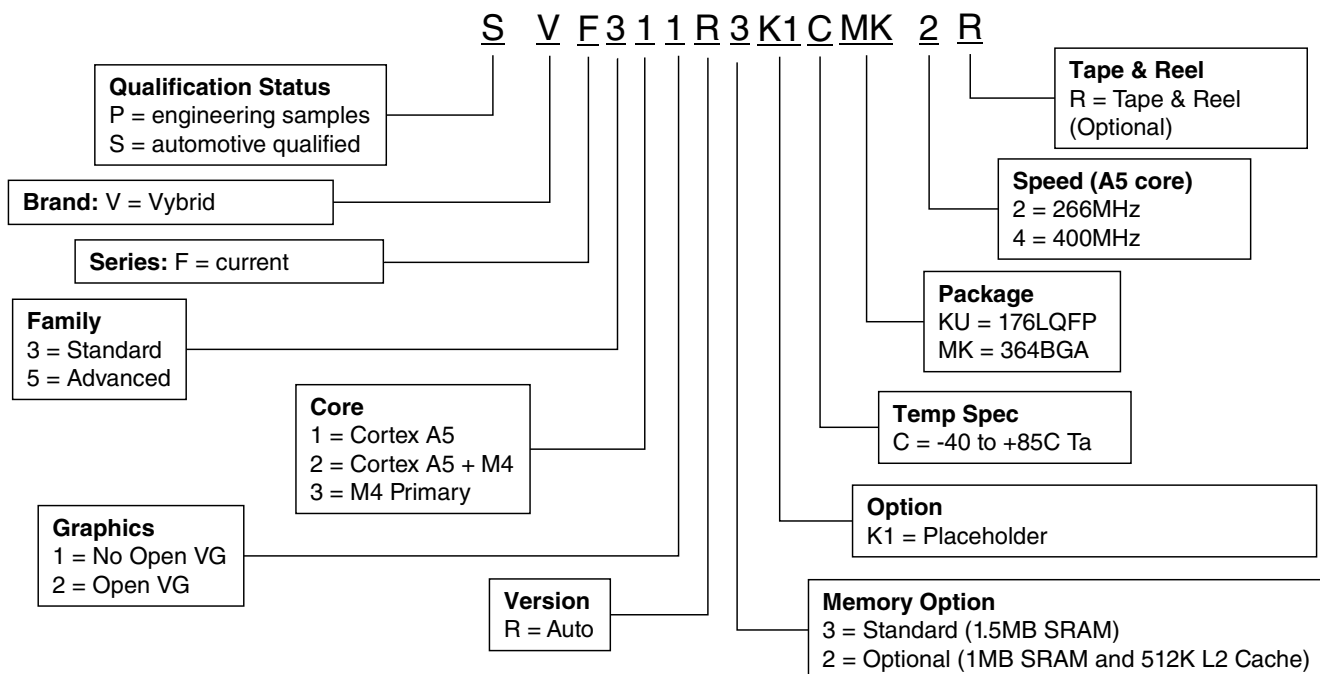 S V F 3 1 1 R 3 K1 C MK 2 R
Qualification Status
P = engineering samples
S = automotive qualified
Tape & Reel
R = Tape & Reel
(Optional)
Brand: V = Vybrid
Speed (A5 core)
2 = 266MHz
4 = 400MHz
Series: F = current
Package
KU = 176LQFP
MK = 364BGA
Family
3 = Standard
5 = Advanced
Core
1 = Cortex A5
2 = Cortex A5 + M4
3 = M4 Primary
Temp Spec
C = -40 to +85C Ta
Graphics
1 = No Open VG
2 = Open VG
Option
K1 = Placeholder
Version
R = Auto
Memory Option
3 = Standard (1.5MB SRAM)
2 = Optional (1MB SRAM and 512K L2 Cache)